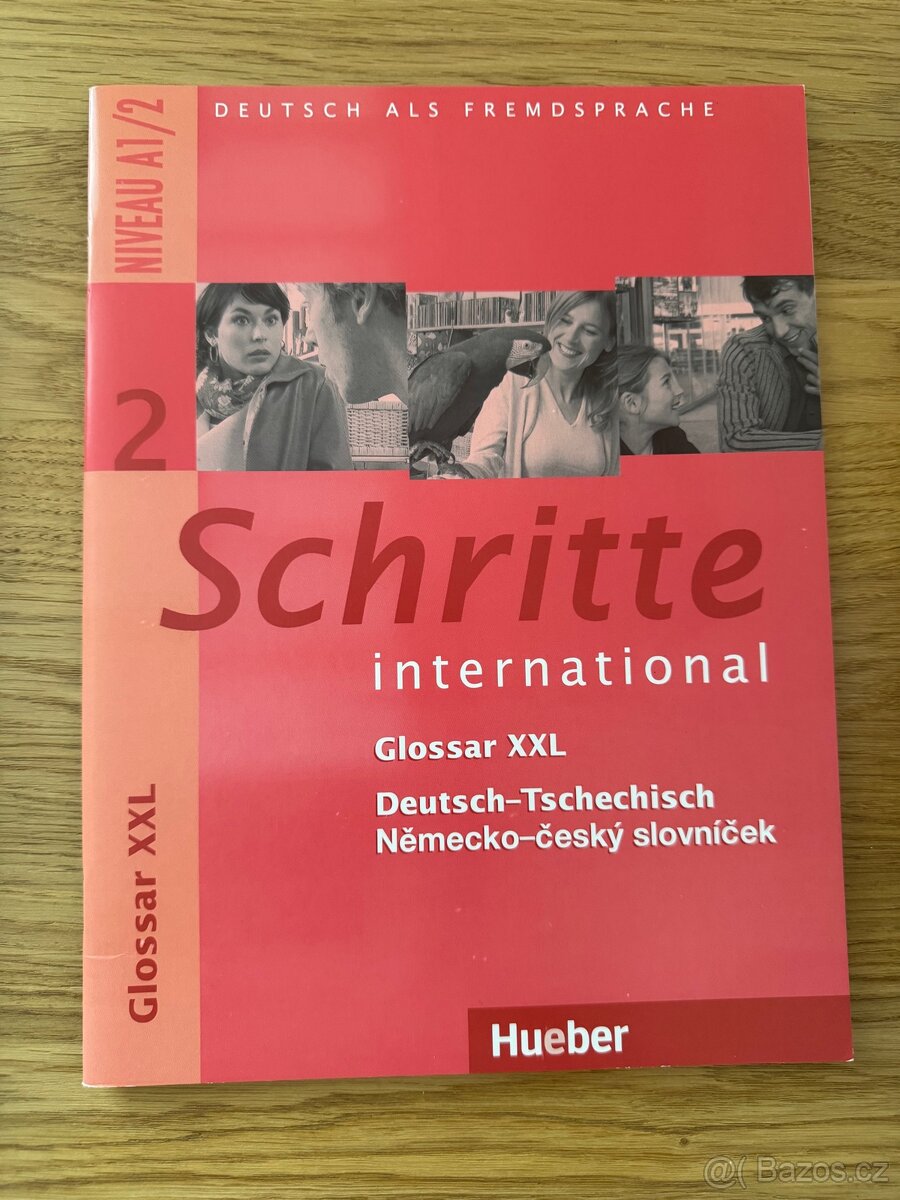 DEUTSCH ALS FREMDSPRACHE
NIVEAU A1/2
2
Schritte
international
Glossar XXL
Deutsch–Tschechisch
Německo–český slovníček
Glossar XXL
Hueber
@( Bazos.cz